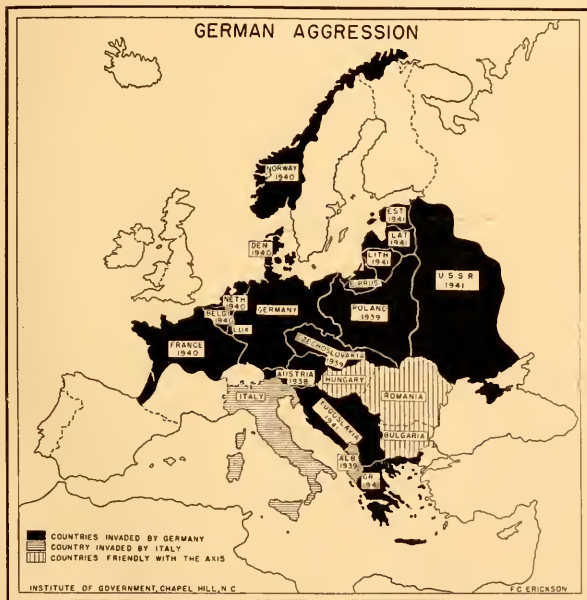 GERMAN AGGRESSION
NORWAY
1940
EST
1941
LAT
1941
LITH
1941
DEN
1940
E. PRUS
U S S R
1941
NETH
1940
BELG
1940
LUX
GERMANY
POLAND
1939
FRANCE
1940
CZECHOSLOVAKIA
1939
AUSTRIA
1938
HUNGARY
ITALY
ROMANIA
YUGOSLAVIA
1941
BULGARIA
ALB
1939
GR
1941
COUNTRIES INVADED BY GERMANY
COUNTRY INVADED BY ITALY
COUNTRIES FRIENDLY WITH THE AXIS
INSTITUTE OF GOVERNMENT, CHAPEL HILL, N C
F C ERICKSON